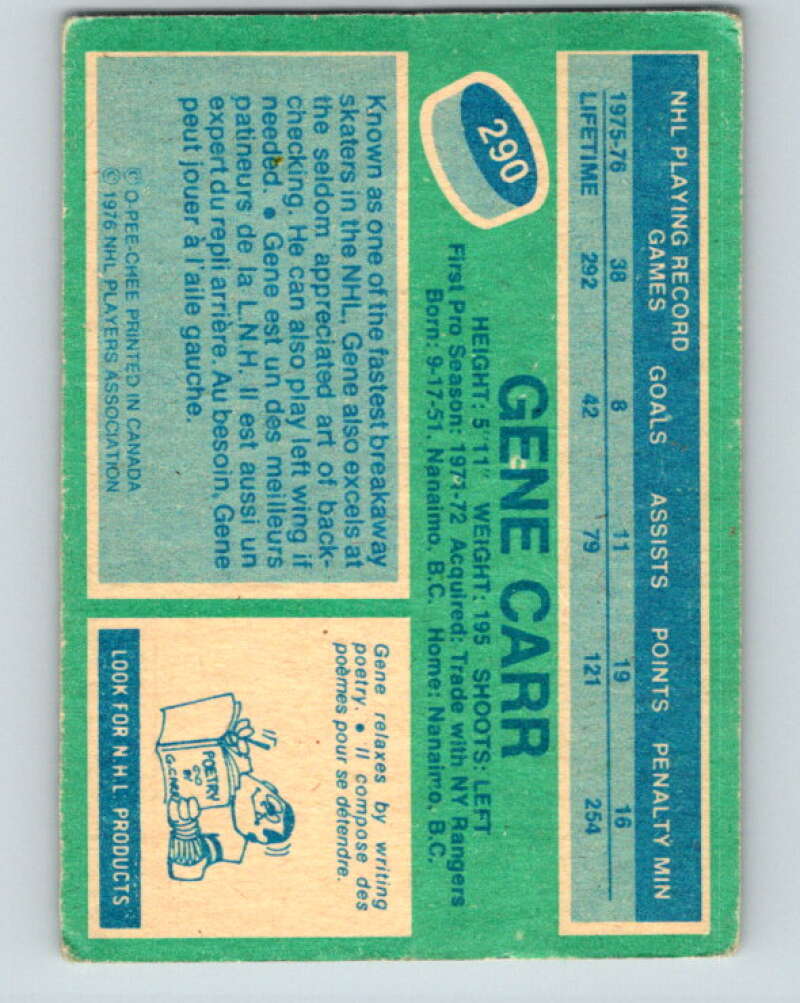 NHL PLAYING RECORD
GAMES GOALS ASSISTS POINTS PENALTY MIN
1975-76 38 8 11 19 16
LIFETIME 292 42 79 121 254
290
GENE CARR
HEIGHT: 5'11" WEIGHT: 195 SHOOTS: LEFT
First Pro Season: 1971-72 Acquired: Trade with NY Rangers
Born: 9-17-51, Nanaimo, B.C. Home: Nanaimo, B.C.
Known as one of the fastest breakaway
skaters in the NHL, Gene also excels at
the seldom appreciated art of back-
checking. He can also play left wing if
needed. • Gene est un des meilleurs
patineurs de la L.N.H. Il est aussi un
expert du repli arrière. Au besoin, Gene
peut jouer à l'aile gauche.
© O-PEE-CHEE PRINTED IN CANADA
© 1976 NHL PLAYERS ASSOCIATION
Gene relaxes by writing
poetry. • Il compose des
poèmes pour se détendre.
POETRY
BY
G.CARR
LOOK FOR N.H.L PRODUCTS